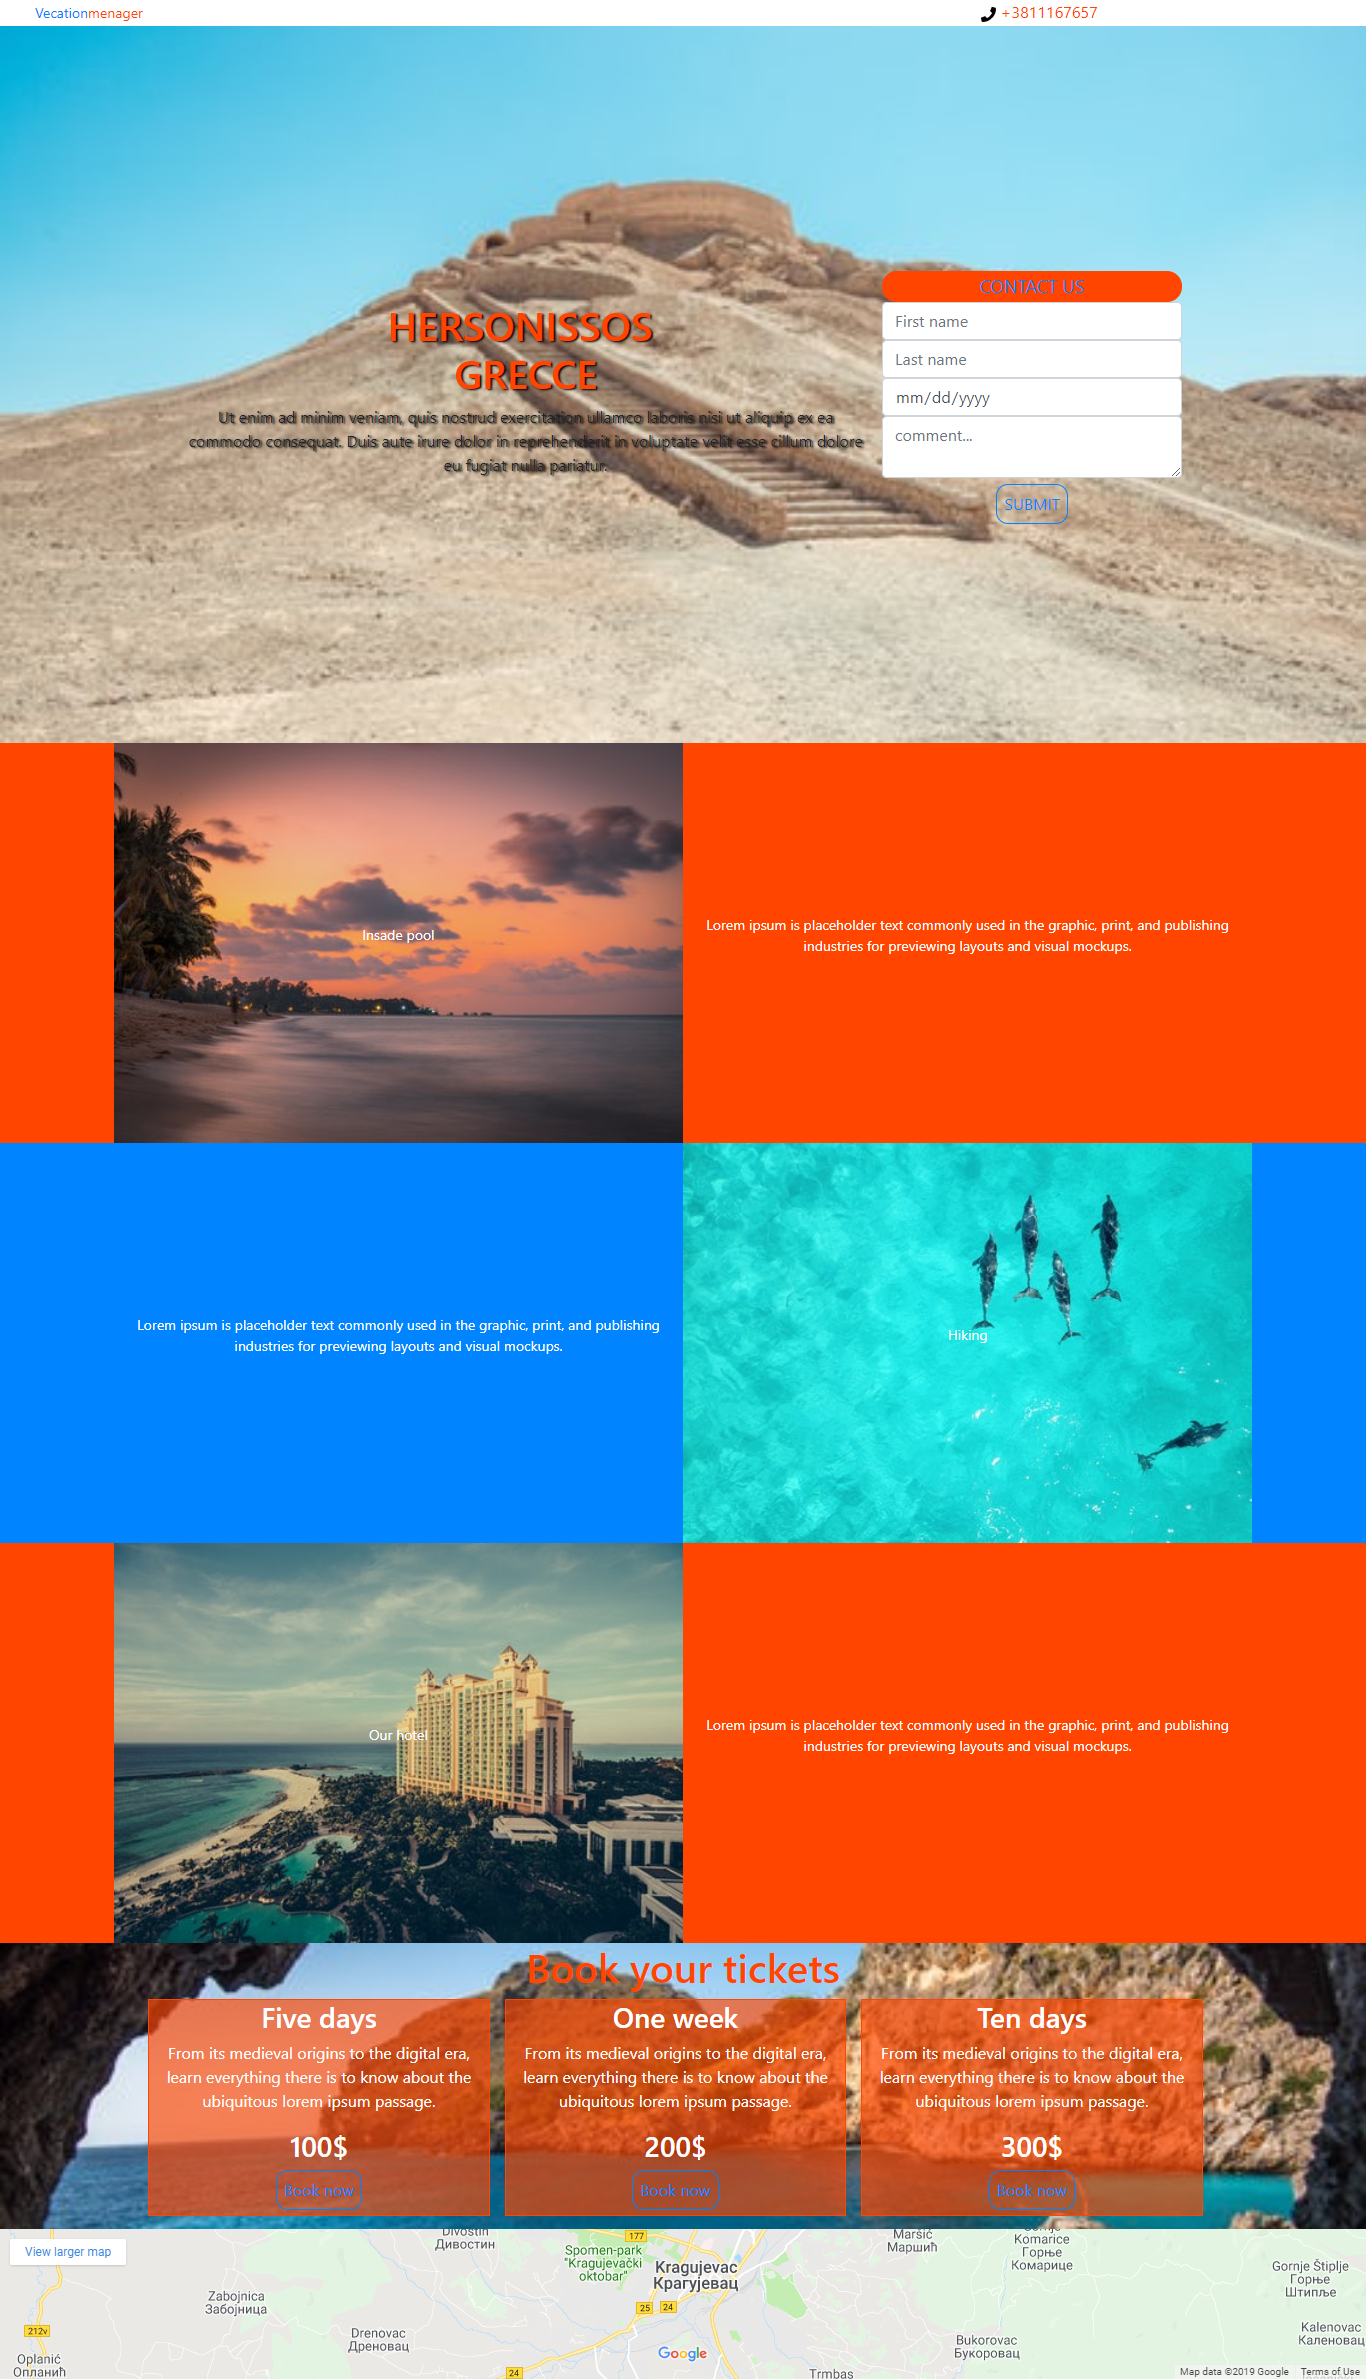 Vecationmenager
+3811167657
HERSONISSOS
GRECCE
Ut enim ad minim veniam, quis nostrud exercitation ullamco laboris nisi ut aliquip ex ea
commodo consequat. Duis aute irure dolor in reprehenderit in voluptate velit esse cillum dolore
eu fugiat nulla pariatur.
CONTACT US
First name
Last name
mm/dd/yyyy
comment...
SUBMIT
Insade pool
Lorem ipsum is placeholder text commonly used in the graphic, print, and publishing
industries for previewing layouts and visual mockups.
Lorem ipsum is placeholder text commonly used in the graphic, print, and publishing
industries for previewing layouts and visual mockups.
Hiking
Our hotel
Lorem ipsum is placeholder text commonly used in the graphic, print, and publishing
industries for previewing layouts and visual mockups.
Book your tickets
Five days
From its medieval origins to the digital era,
learn everything there is to know about the
ubiquitous lorem ipsum passage.
100$
Book now
One week
From its medieval origins to the digital era,
learn everything there is to know about the
ubiquitous lorem ipsum passage.
200$
Book now
Ten days
From its medieval origins to the digital era,
learn everything there is to know about the
ubiquitous lorem ipsum passage.
300$
Book now
View larger map
Divostin
Дивостин
177
Spomen-park
"Kragujevački
oktobar"
Kragujevac
Крагујевац
Maršić
Маршић
Gornje
Komarice
Горње
Комарице
Gornje Štiplje
Горње
Штипље
Zabojnica
Забојница
25
24
212v
Drenovac
Дреновац
Kalenovac
Каленовац
Bukorovac
Букоровац
Oplanić
Опланић
24
Google
Trmbas
Map data ©2019 Google
Terms of Use